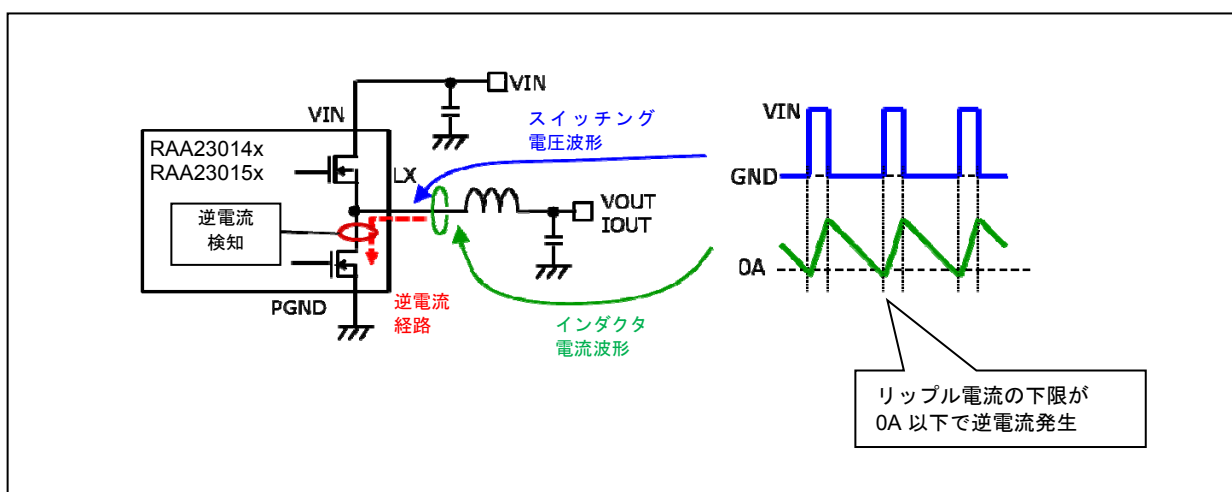 VIN
VIN
RAA23014x
RAA23015x
LX
逆電流
検知
PGND
逆電流
経路
スイッチング
電圧波形
VOUT
IOUT
インダクタ
電流波形
VIN
GND
0A
リップル電流の下限が
0A 以下で逆電流発生